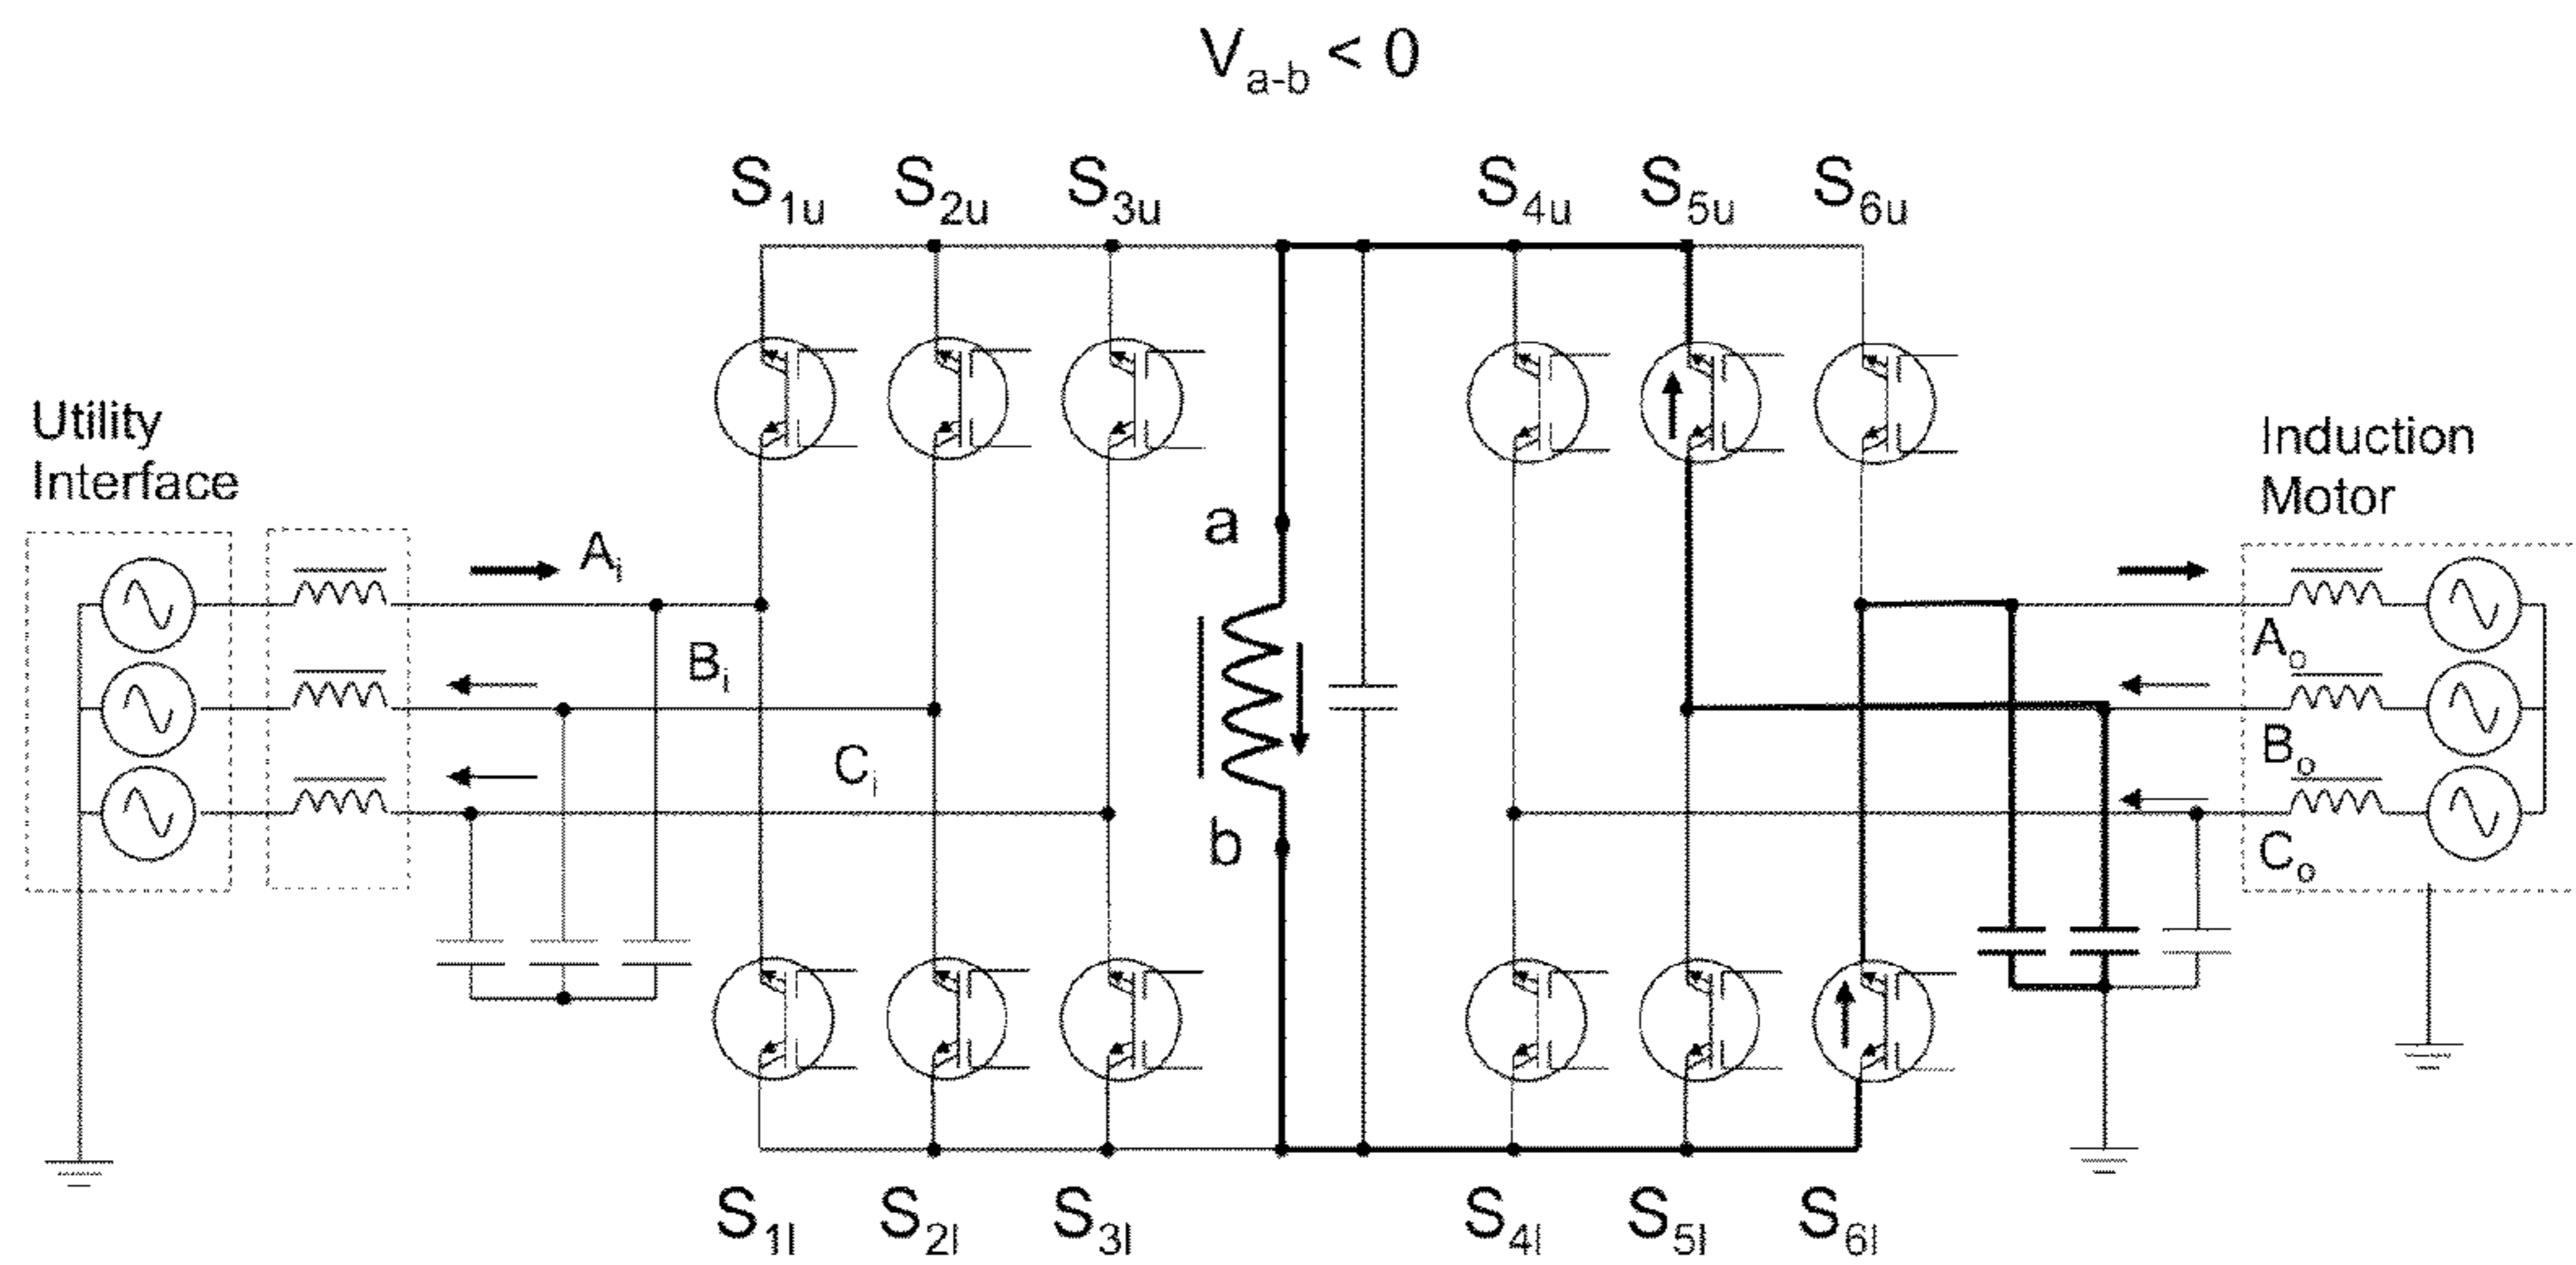 V a-b < 0
S1u S2u S3u S4u S5u S6u
Utility
Interface
Induction
Motor
Ai
a
Bi
Ao
Ci
Bo
b
Co
S1l S2l S3l S4l S5l S6l